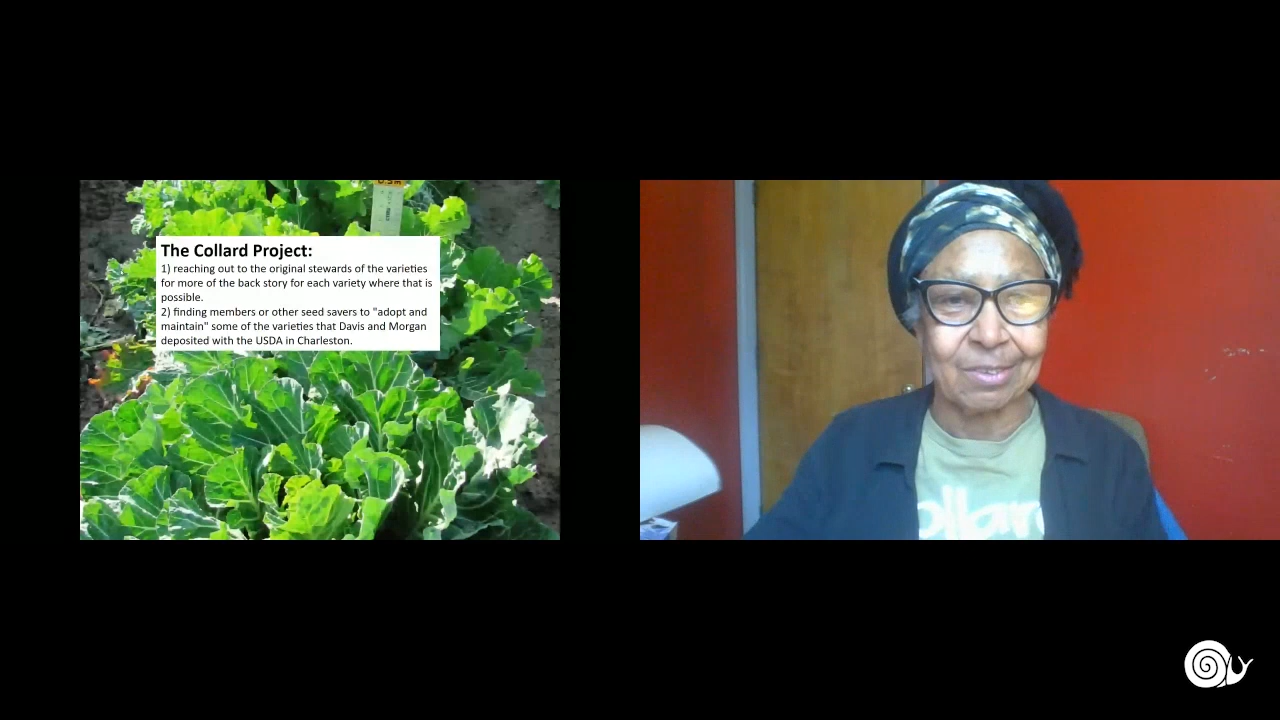 The Collard Project:
1) reaching out to the original stewards of the varieties
for more of the back story for each variety where that is
possible.
2) finding members or other seed savers to "adopt and
maintain" some of the varieties that Davis and Morgan
deposited with the USDA in Charleston.
ollar